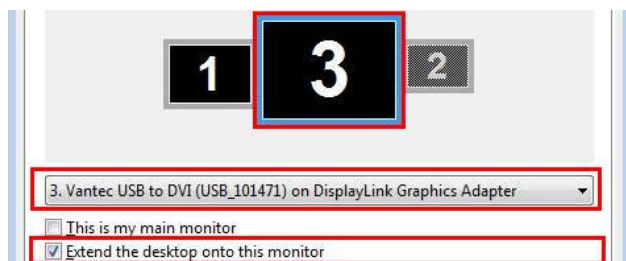 1 3 2
3. Vantec USB to DVI (USB_101471) on DisplayLink Graphics Adapter
This is my main monitor
Extend the desktop onto this monitor